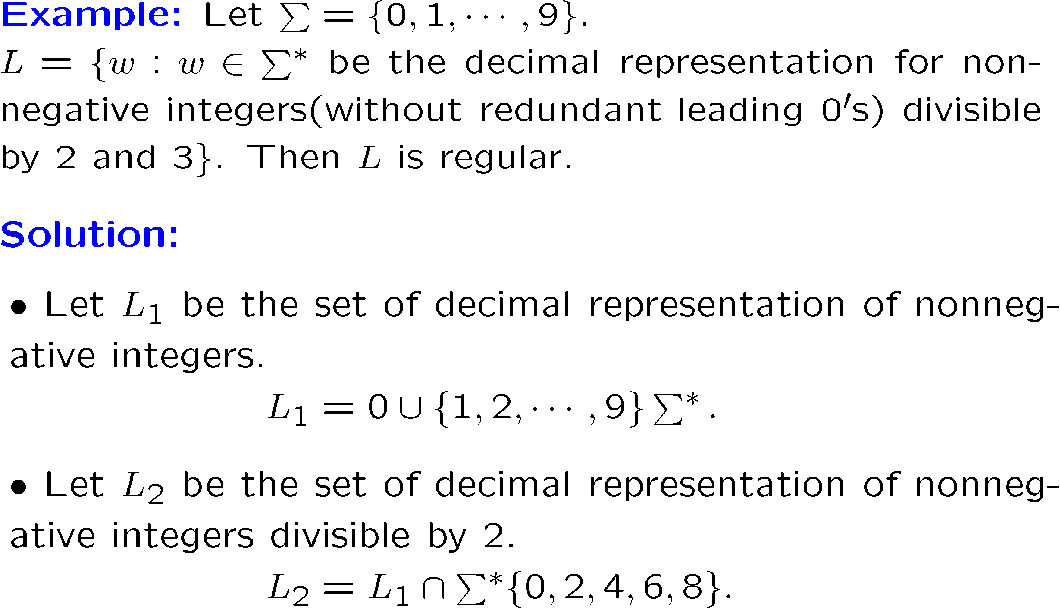 Example: Let Σ = {0, 1, ⋯ , 9}.
L = {w : w ∈ Σ* be the decimal representation for non-
negative integers(without redundant leading 0′s) divisible
by 2 and 3}. Then L is regular.
Solution:
• Let L₁ be the set of decimal representation of nonneg-
ative integers.
L₁ = 0 ∪ {1, 2, ⋯ , 9} Σ* .
• Let L₂ be the set of decimal representation of nonneg-
ative integers divisible by 2.
L₂ = L₁ ∩ Σ*{0, 2, 4, 6, 8}.